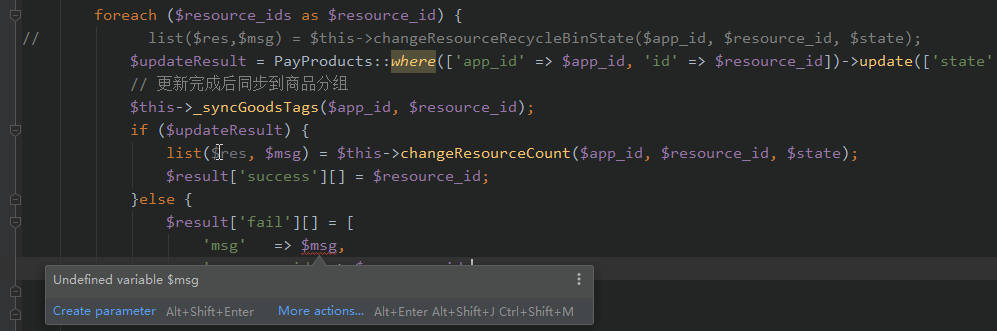 foreach ($resource_ids as $resource_id) {
// list($res,$msg) = $this->changeResourceRecycleBinState($app_id, $resource_id, $state);
$updateResult = PayProducts::where(['app_id' => $app_id, 'id' => $resource_id])->update(['state'
// 更新完成后同步到商品分组
$this->_syncGoodsTags($app_id, $resource_id);
if ($updateResult) {
list($res, $msg) = $this->changeResourceCount($app_id, $resource_id, $state);
$result['success'][] = $resource_id;
}else {
$result['fail'][] = [
'msg' => $msg,
Undefined variable $msg
Create parameter Alt+Shift+Enter More actions... Alt+Enter Alt+Shift+J Ctrl+Shift+M